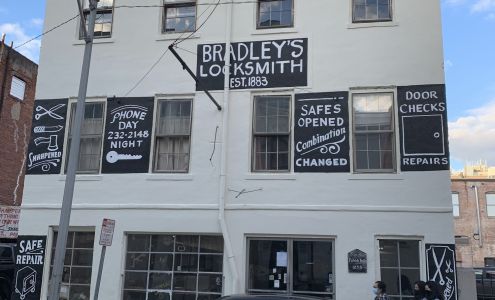 BRADLEY'S
LOCKSMITH
EST. 1883
SHARPENED
PHONE
DAY
232-2148
NIGHT
SAFES
OPENED
Combination
CHANGED
DOOR
CHECKS
REPAIRS
SAFE
REPAIR